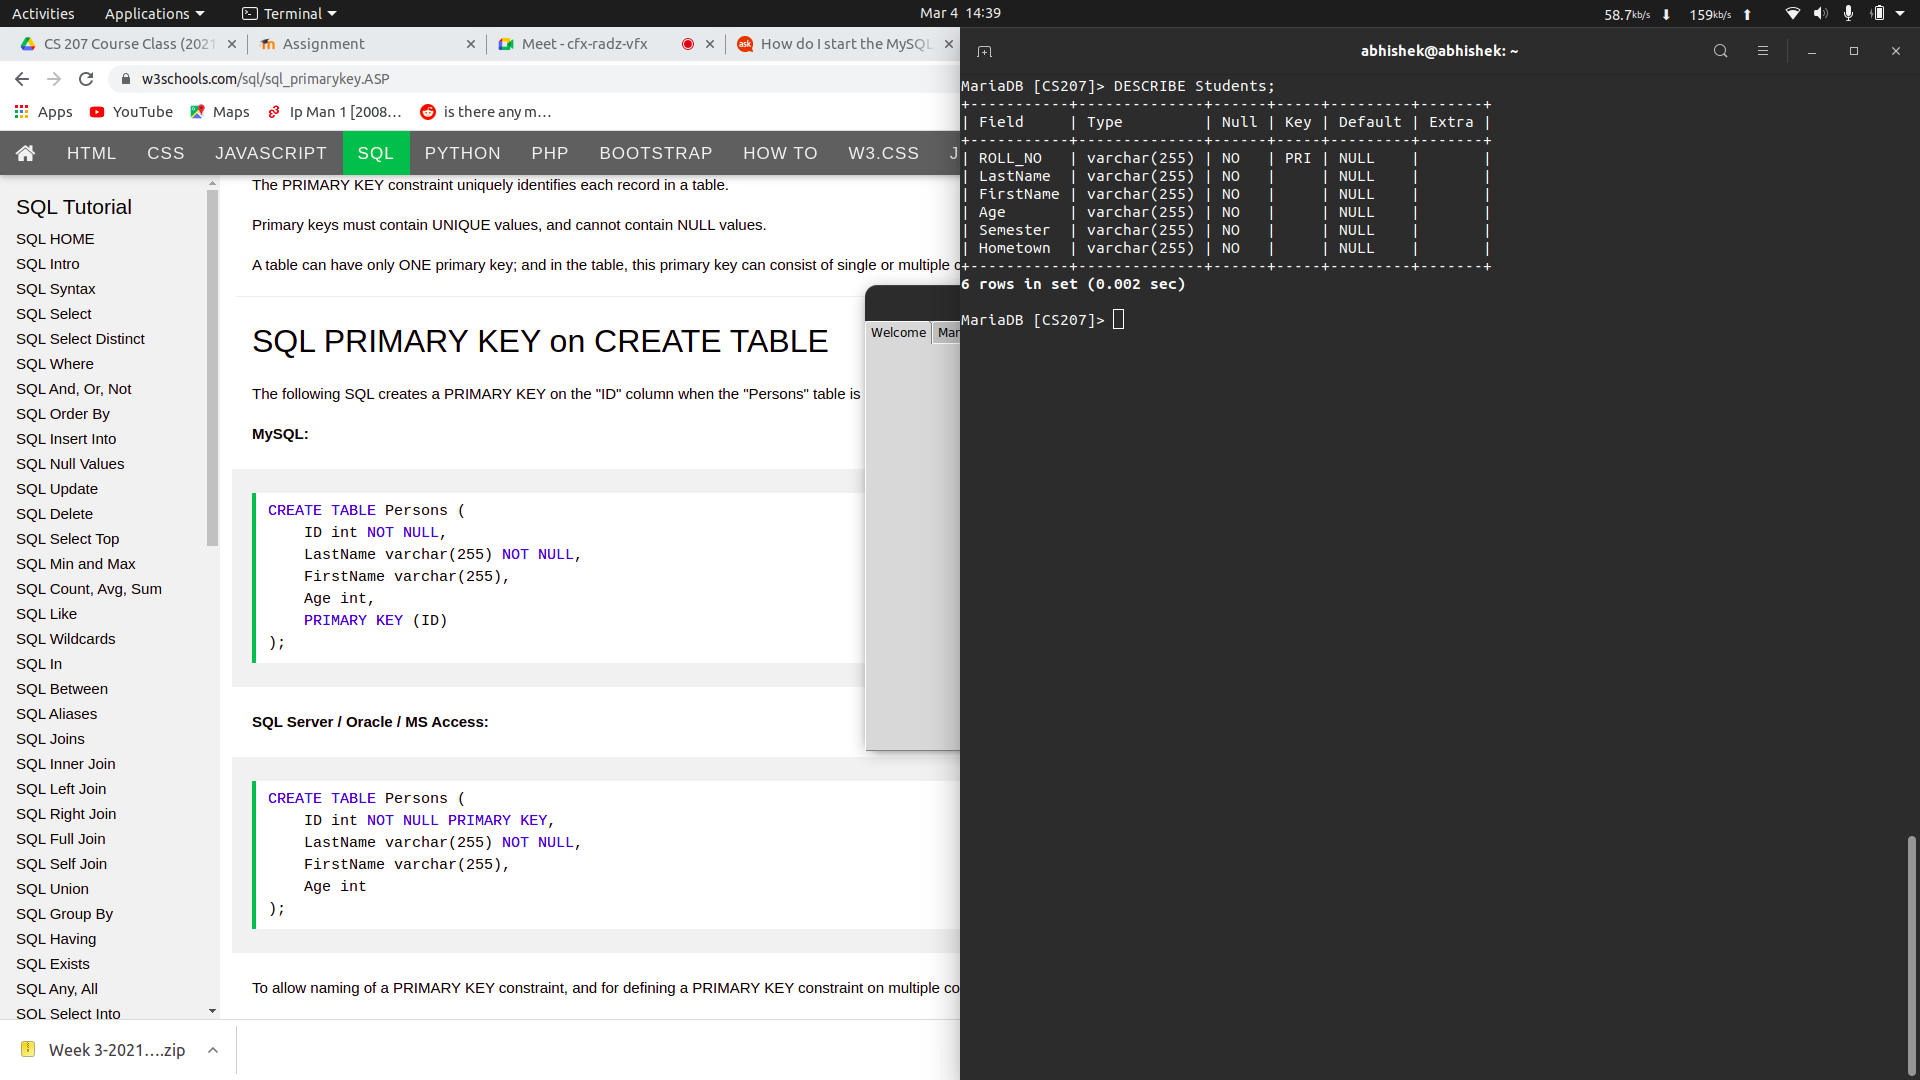 Activities Applications Terminal Mar 4 14:39 58.7kb/s 159kb/s
CS 207 Course Class (2021 Assignment Meet - cfx-radz-vfx How do I start the MySQL
w3schools.com/sql/sql_primarykey.ASP
Apps YouTube Maps Ip Man 1 [2008... is there any m...
HTML CSS JAVASCRIPT SQL PYTHON PHP BOOTSTRAP HOW TO W3.CSS J
SQL Tutorial
SQL HOME
SQL Intro
SQL Syntax
SQL Select
SQL Select Distinct
SQL Where
SQL And, Or, Not
SQL Order By
SQL Insert Into
SQL Null Values
SQL Update
SQL Delete
SQL Select Top
SQL Min and Max
SQL Count, Avg, Sum
SQL Like
SQL Wildcards
SQL In
SQL Between
SQL Aliases
SQL Joins
SQL Inner Join
SQL Left Join
SQL Right Join
SQL Full Join
SQL Self Join
SQL Union
SQL Group By
SQL Having
SQL Exists
SQL Any, All
SQL Select Into
The PRIMARY KEY constraint uniquely identifies each record in a table.
Primary keys must contain UNIQUE values, and cannot contain NULL values.
A table can have only ONE primary key; and in the table, this primary key can consist of single or multiple c
SQL PRIMARY KEY on CREATE TABLE
The following SQL creates a PRIMARY KEY on the "ID" column when the "Persons" table is
MySQL:
CREATE TABLE Persons (
    ID int NOT NULL,
    LastName varchar(255) NOT NULL,
    FirstName varchar(255),
    Age int,
    PRIMARY KEY (ID)
);
SQL Server / Oracle / MS Access:
CREATE TABLE Persons (
    ID int NOT NULL PRIMARY KEY,
    LastName varchar(255) NOT NULL,
    FirstName varchar(255),
    Age int
);
To allow naming of a PRIMARY KEY constraint, and for defining a PRIMARY KEY constraint on multiple co
Week 3-2021....zip
Welcome Mar
abhishek@abhishek: ~
MariaDB [CS207]> DESCRIBE Students;
+-----------+--------------+------+-----+---------+-------+
| Field     | Type         | Null | Key | Default | Extra |
+-----------+--------------+------+-----+---------+-------+
| ROLL_NO   | varchar(255) | NO   | PRI | NULL    |       |
| LastName  | varchar(255) | NO   |     | NULL    |       |
| FirstName | varchar(255) | NO   |     | NULL    |       |
| Age       | varchar(255) | NO   |     | NULL    |       |
| Semester  | varchar(255) | NO   |     | NULL    |       |
| Hometown  | varchar(255) | NO   |     | NULL    |       |
+-----------+--------------+------+-----+---------+-------+
6 rows in set (0.002 sec)
MariaDB [CS207]>